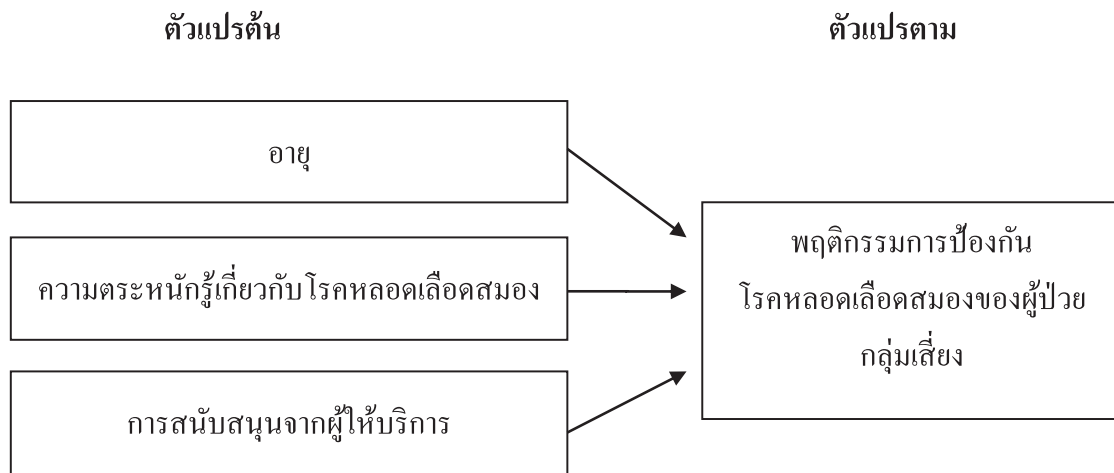 ตัวแปรต้น
ตัวแปรตาม
อายุ
ความตระหนักรู้เกี่ยวกับโรคหลอดเลือดสมอง
การสนับสนุนจากผู้ให้บริการ
พฤติกรรมการป้องกัน
โรคหลอดเลือดสมองของผู้ป่วย
กลุ่มเสี่ยง